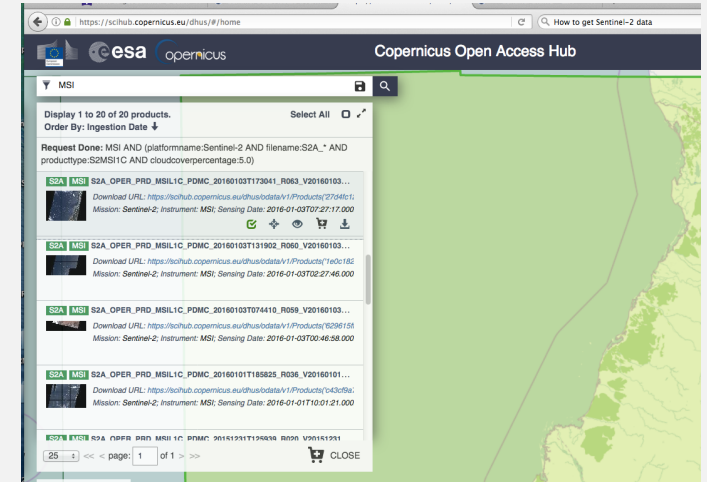 https://scihub.copernicus.eu/dhus/#/home
How to get Sentinel-2 data
esa opernicus
Copernicus Open Access Hub
MSI
Display 1 to 20 of 20 products.
Select All
Order By: Ingestion Date
Request Done: MSI AND (platformname:Sentinel-2 AND filename:S2A_* AND
producttype:S2MSI1C AND cloudcoverpercentage:5.0)
S2A MSI S2A_OPER_PRD_MSIL1C_PDMC_20160103T173041_R063_V20160103...
Download URL: https://scihub.copernicus.eu/dhus/odata/v1/Products('27d4fc1
Mission: Sentinel-2; Instrument: MSI; Sensing Date: 2016-01-03T07:27:17.000
S2A MSI S2A_OPER_PRD_MSIL1C_PDMC_20160103T131902_R060_V20160103...
Download URL: https://scihub.copernicus.eu/dhus/odata/v1/Products('1e0c182
Mission: Sentinel-2; Instrument: MSI; Sensing Date: 2016-01-03T02:27:46.000
S2A MSI S2A_OPER_PRD_MSIL1C_PDMC_20160103T074410_R059_V20160103...
Download URL: https://scihub.copernicus.eu/dhus/odata/v1/Products('629615f
Mission: Sentinel-2; Instrument: MSI; Sensing Date: 2016-01-03T00:46:58.000
S2A MSI S2A_OPER_PRD_MSIL1C_PDMC_20160101T185825_R036_V20160101...
Download URL: https://scihub.copernicus.eu/dhus/odata/v1/Products('c43cf9a
Mission: Sentinel-2; Instrument: MSI; Sensing Date: 2016-01-01T10:01:21.000
S2A MSI S2A_OPER_PRD_MSIL1C_PDMC_20151231T125939_R020_V20151231
25 << < page: 1 of 1 > >>
CLOSE